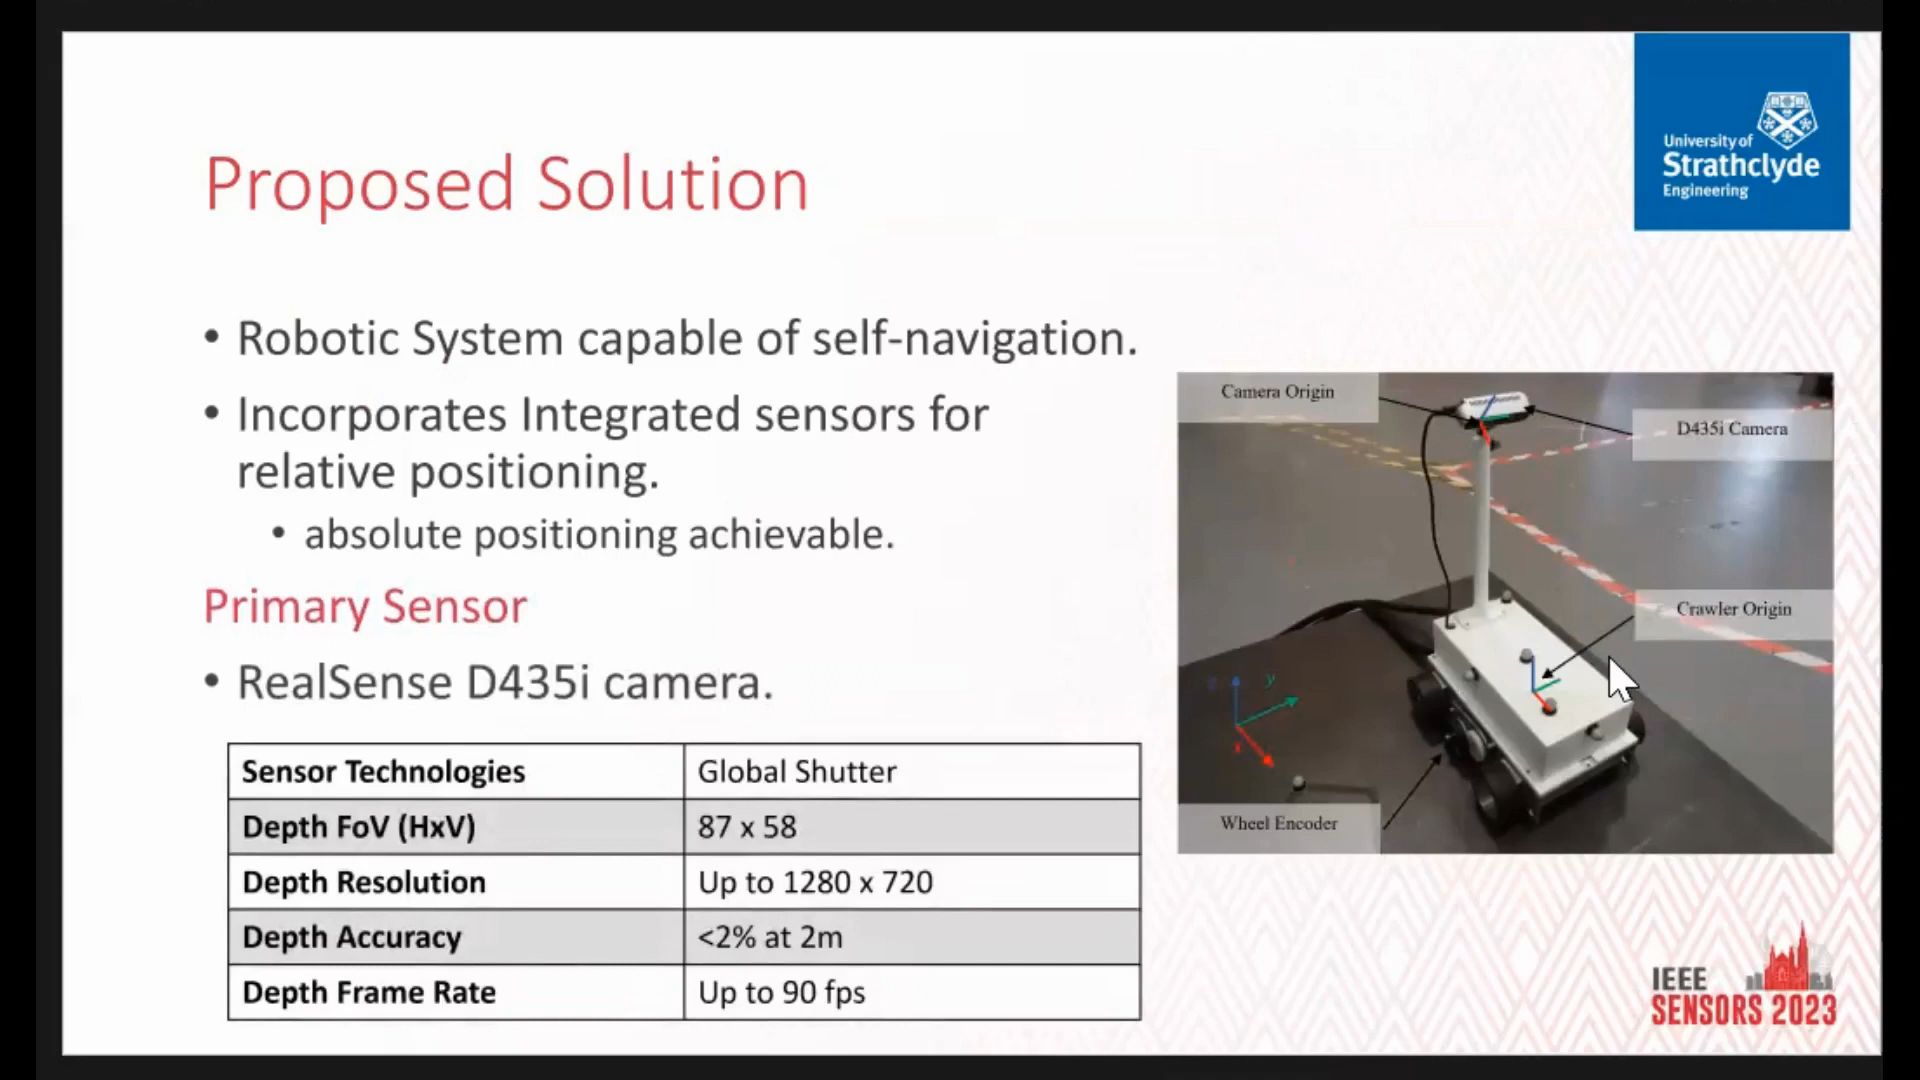 University of
Strathclyde
Engineering
Proposed Solution
• Robotic System capable of self-navigation.
• Incorporates Integrated sensors for
relative positioning.
• absolute positioning achievable.
Primary Sensor
• RealSense D435i camera.
Sensor Technologies Global Shutter
Depth FoV (HxV) 87 x 58
Depth Resolution Up to 1280 x 720
Depth Accuracy <2% at 2m
Depth Frame Rate Up to 90 fps
Camera Origin
D435i Camera
Crawler Origin
y
x
Wheel Encoder
IEEE
SENSORS 2023